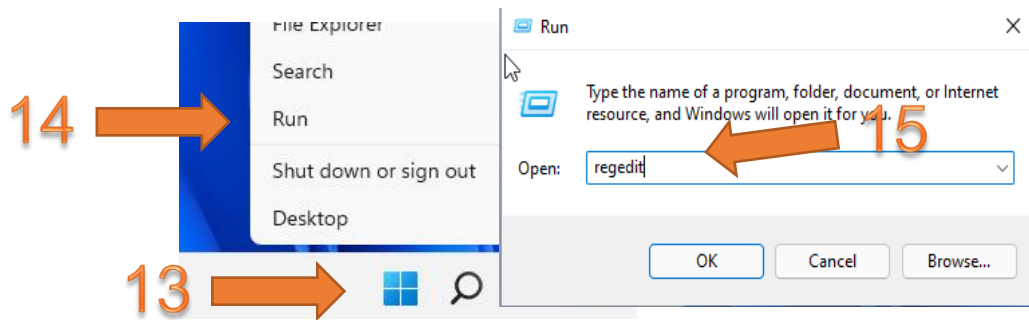 File Explorer
Search
14
Run
Shut down or sign out
Desktop
13
Run
Type the name of a program, folder, document, or Internet
resource, and Windows will open it for you.
15
Open:
regedit
OK
Cancel
Browse...